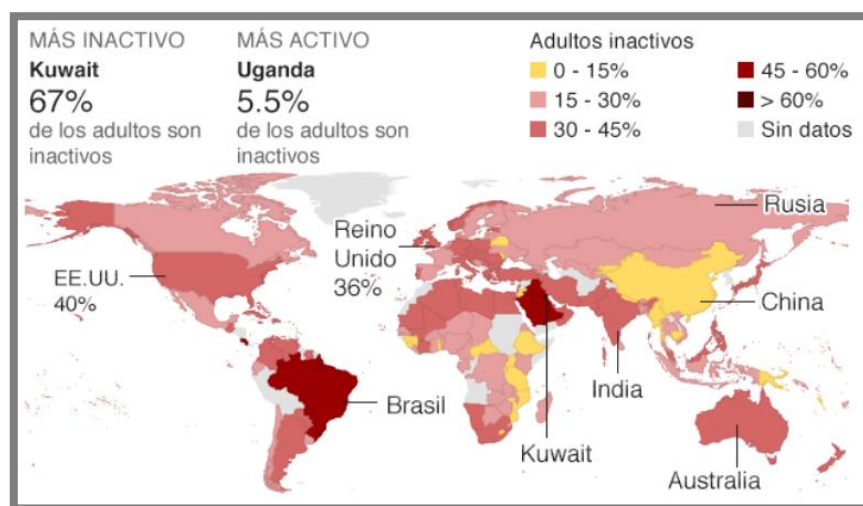 MÁS INACTIVO
Kuwait
67%
de los adultos son
inactivos
MÁS ACTIVO
Uganda
5.5%
de los adultos son
inactivos
Adultos inactivos
0 - 15%
15 - 30%
30 - 45%
45 - 60%
> 60%
Sin datos
EE.UU.
40%
Reino
Unido
36%
Rusia
China
India
Brasil
Kuwait
Australia